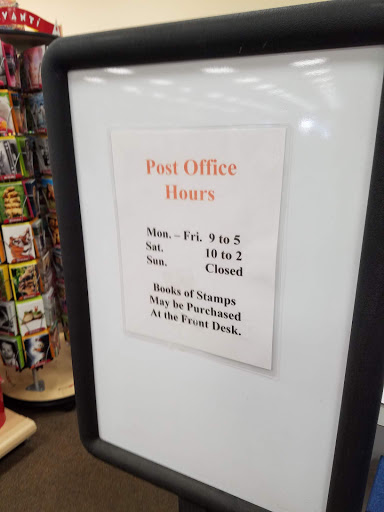 AVANTI
Post Office
Hours
Mon. – Fri. 9 to 5
Sat. 10 to 2
Sun. Closed
Books of Stamps
May be Purchased
At the Front Desk.